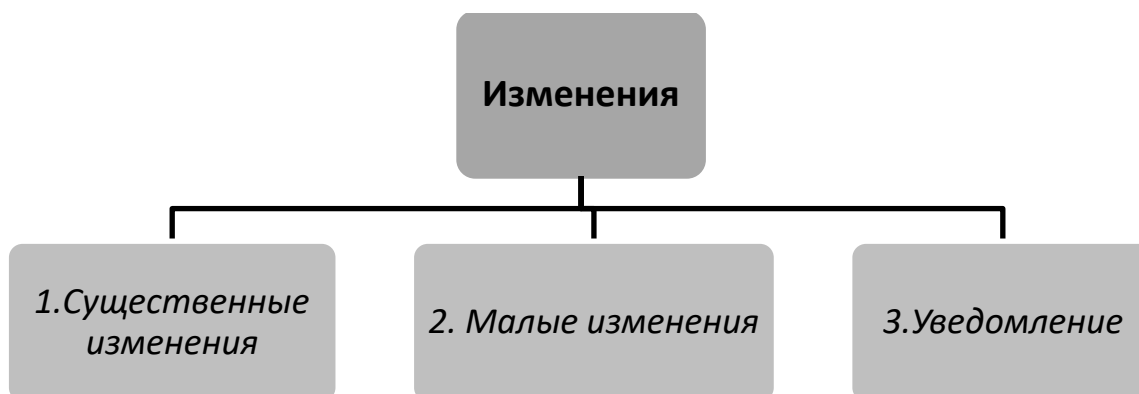 Изменения
1.Существенные
изменения
2. Малые изменения
3.Уведомление